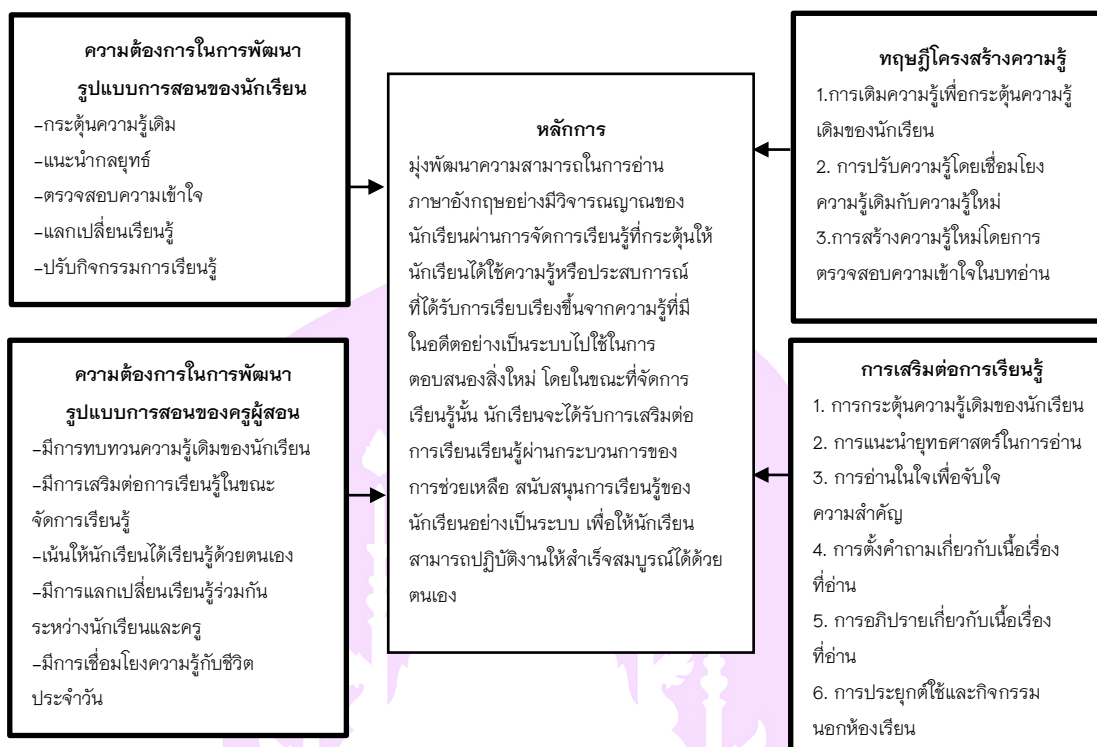 ความต้องการในการพัฒนา
รูปแบบการสอนของนักเรียน
-กระตุ้นความรู้เดิม
-แนะนำกลยุทธ์
-ตรวจสอบความเข้าใจ
-แลกเปลี่ยนเรียนรู้
-ปรับกิจกรรมการเรียนรู้
ความต้องการในการพัฒนา
รูปแบบการสอนของครูผู้สอน
-มีการทบทวนความรู้เดิมของนักเรียน
-มีการเสริมต่อการเรียนรู้ในขณะ
จัดการเรียนรู้
-เน้นให้นักเรียนได้เรียนรู้ด้วยตนเอง
-มีการแลกเปลี่ยนเรียนรู้ร่วมกัน
ระหว่างนักเรียนและครู
-มีการเชื่อมโยงความรู้กับชีวิต
ประจำวัน
หลักการ
มุ่งพัฒนาความสามารถในการอ่าน
ภาษาอังกฤษอย่างมีวิจารณญาณของ
นักเรียนผ่านการจัดการเรียนรู้ที่กระตุ้นให้
นักเรียนได้ใช้ความรู้หรือประสบการณ์
ที่ได้รับการเรียบเรียงขึ้นจากความรู้ที่มี
ในอดีตอย่างเป็นระบบไปใช้ในการ
ตอบสนองสิ่งใหม่ โดยในขณะที่จัดการ
เรียนรู้นั้น นักเรียนจะได้รับการเสริมต่อ
การเรียนเรียนรู้ผ่านกระบวนการของ
การช่วยเหลือ สนับสนุนการเรียนรู้ของ
นักเรียนอย่างเป็นระบบ เพื่อให้นักเรียน
สามารถปฏิบัติงานให้สำเร็จสมบูรณ์ได้ด้วย
ตนเอง
ทฤษฎีโครงสร้างความรู้
1.การเติมความรู้เพื่อกระตุ้นความรู้
เดิมของนักเรียน
2. การปรับความรู้โดยเชื่อมโยง
ความรู้เดิมกับความรู้ใหม่
3.การสร้างความรู้ใหม่โดยการ
ตรวจสอบความเข้าใจในบทอ่าน
การเสริมต่อการเรียนรู้
1. การกระตุ้นความรู้เดิมของนักเรียน
2. การแนะนำยุทธศาสตร์ในการอ่าน
3. การอ่านในใจเพื่อจับใจ
ความสำคัญ
4. การตั้งคำถามเกี่ยวกับเนื้อเรื่อง
ที่อ่าน
5. การอภิปรายเกี่ยวกับเนื้อเรื่อง
ที่อ่าน
6. การประยุกต์ใช้และกิจกรรม
นอกห้องเรียน